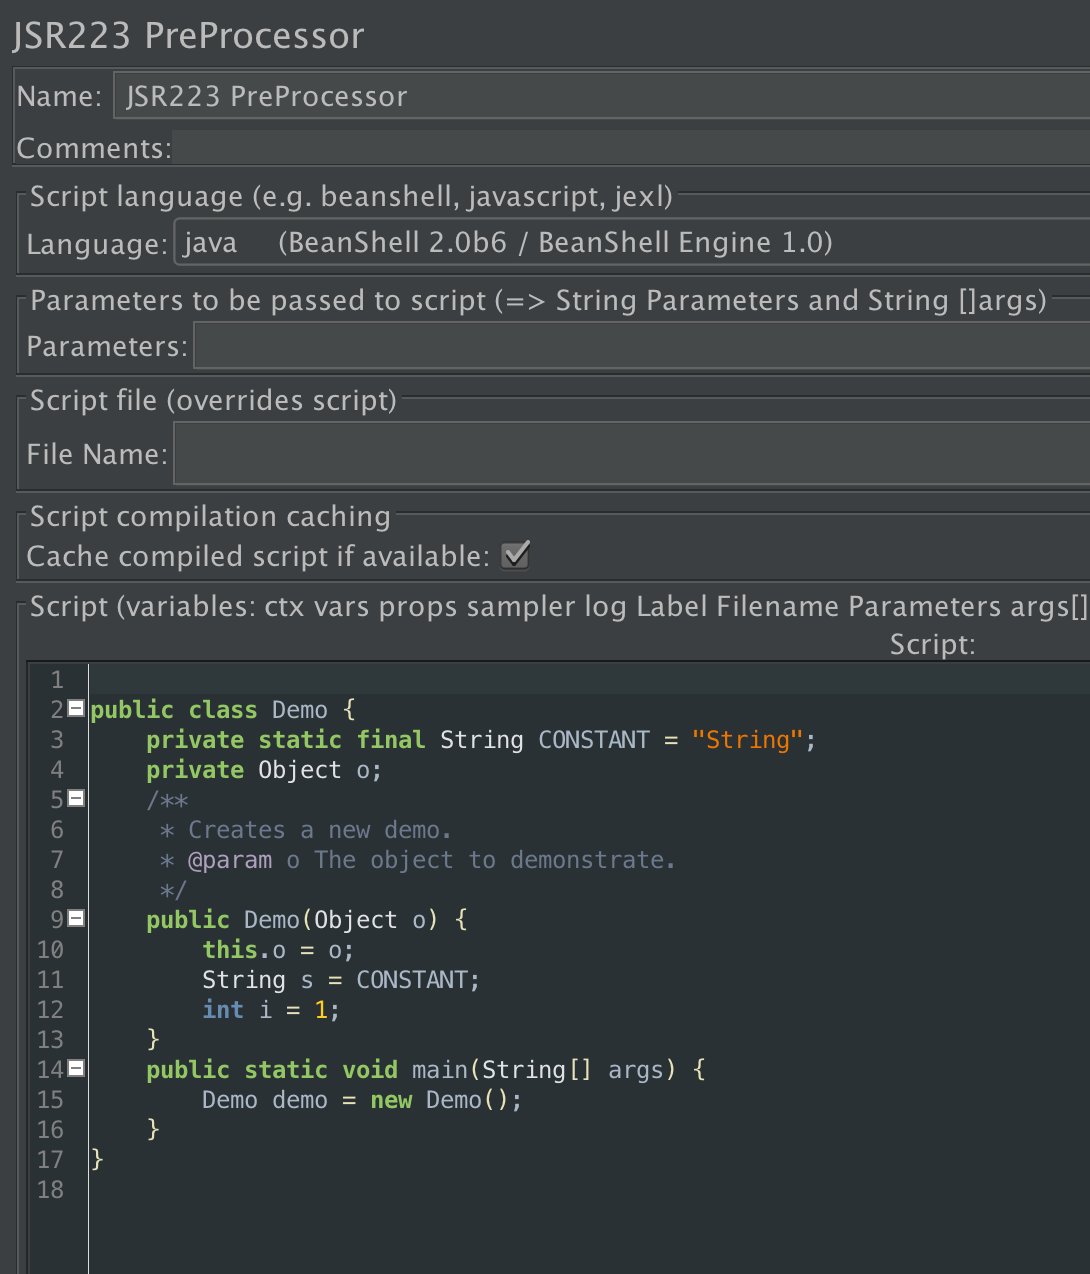 JSR223 PreProcessor
Name: JSR223 PreProcessor
Comments:
Script language (e.g. beanshell, javascript, jexl)
Language: java (BeanShell 2.0b6 / BeanShell Engine 1.0)
Parameters to be passed to script (=> String Parameters and String []args)
Parameters:
Script file (overrides script)
File Name:
Script compilation caching
Cache compiled script if available:
Script (variables: ctx vars props sampler log Label Filename Parameters args[]
Script:
1
2 public class Demo {
3     private static final String CONSTANT = "String";
4     private Object o;
5     /**
6      * Creates a new demo.
7      * @param o The object to demonstrate.
8      */
9     public Demo(Object o) {
10         this.o = o;
11         String s = CONSTANT;
12         int i = 1;
13     }
14     public static void main(String[] args) {
15         Demo demo = new Demo();
16     }
17 }
18